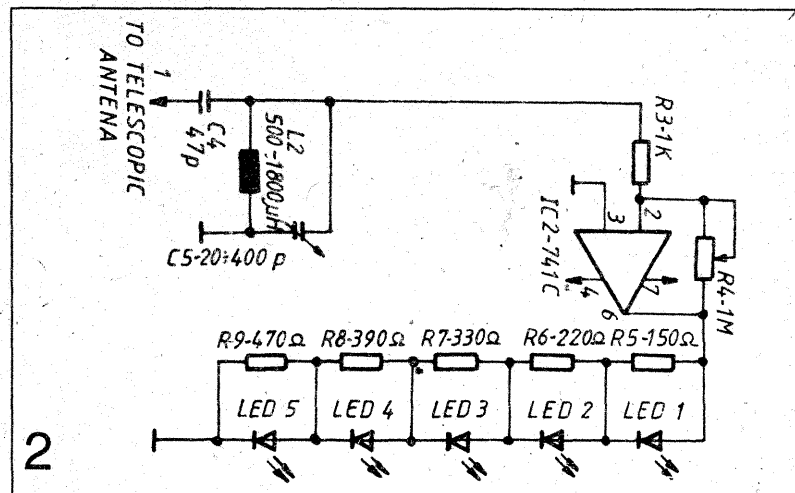 TO TELESCOPIC
ANTENA
1
C4
47p
L2
500-1800µH
C5-20÷400 p
R3-1K
IC2-741C
3
2
4
7
6
R4-1M
R-9-470Ω
R8-390Ω
R7-330Ω
R6-220Ω
R5-150Ω
LED 5
LED 4
LED 3
LED 2
LED 1
2